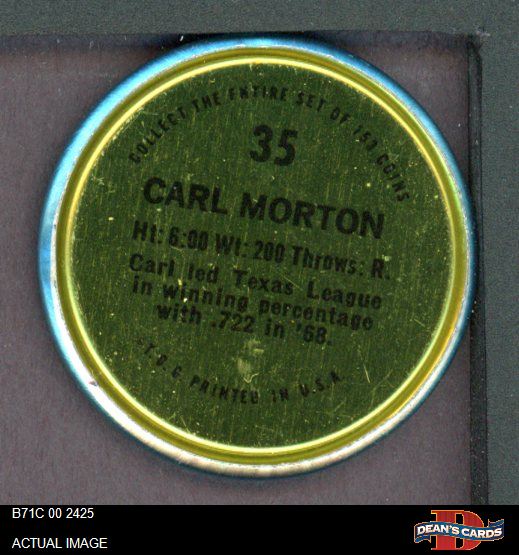 COLLECT THE ENTIRE SET OF 153 COINS
35
CARL MORTON
Ht: 6:00 Wt: 200 Throws: R.
Carl led Texas League
in winning percentage
with .722 in '68.
T.C.G. PRINTED IN U.S.A.
B71C 00 2425
ACTUAL IMAGE
D
DEAN'S CARDS